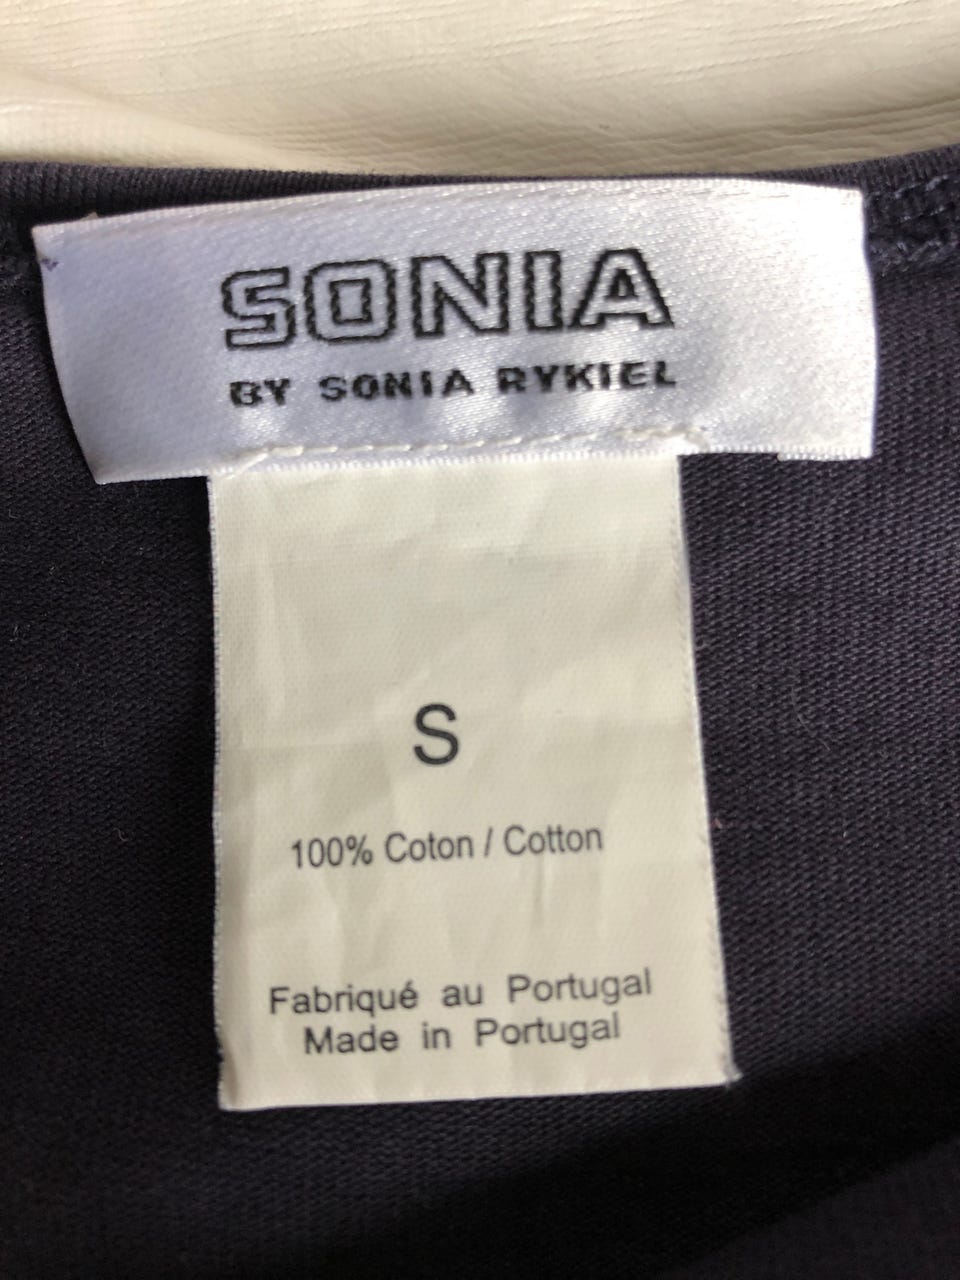 SONIA
BY SONIA RYKIEL
S
100% Coton / Cotton
Fabriqué au Portugal
Made in Portugal